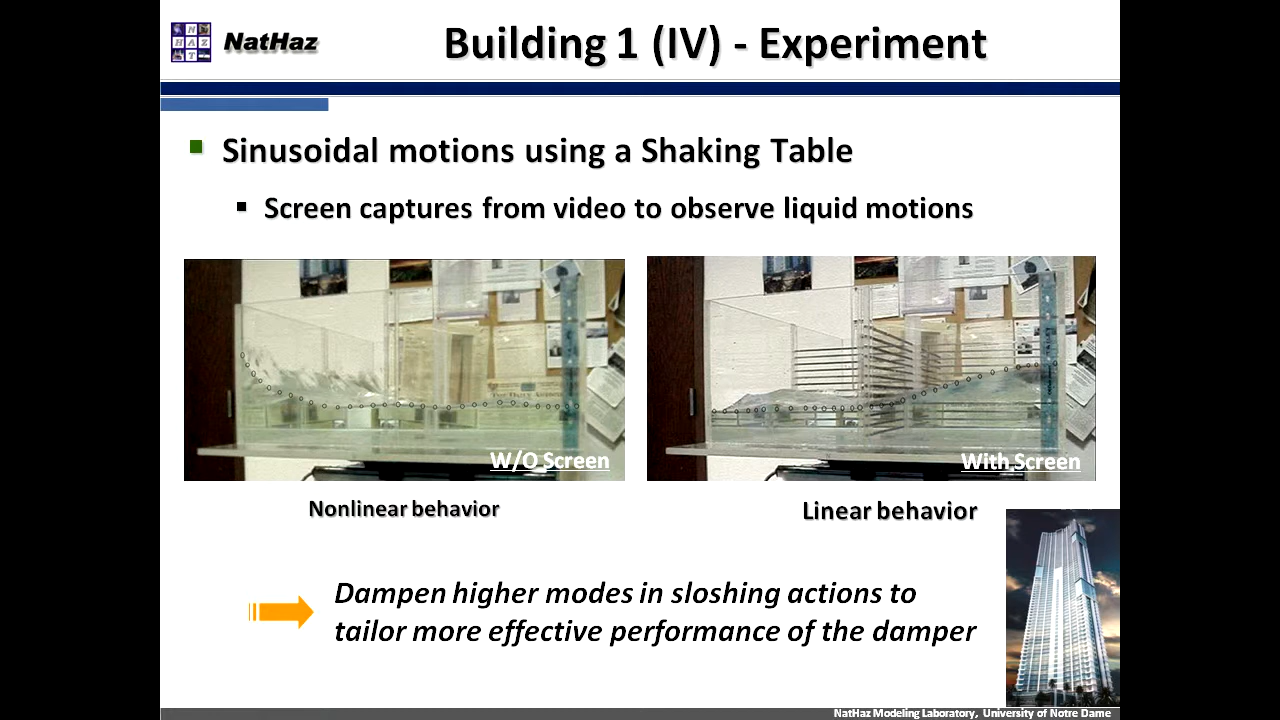 NatHaz
Building 1 (IV) - Experiment
Sinusoidal motions using a Shaking Table
Screen captures from video to observe liquid motions
W/O Screen
With Screen
Nonlinear behavior
Linear behavior
Dampen higher modes in sloshing actions to
tailor more effective performance of the damper
NatHaz Modeling Laboratory, University of Notre Dame